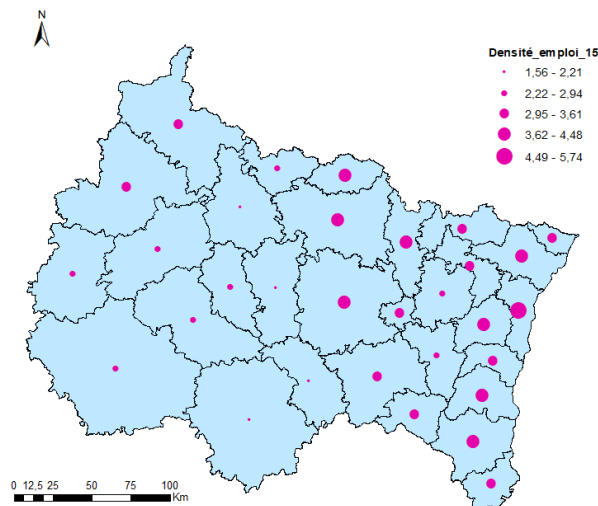 N
Densité_emploi_15
1,56 - 2,21
2,22 - 2,94
2,95 - 3,61
3,62 - 4,48
4,49 - 5,74
0 12,5 25 50 75 100
Km